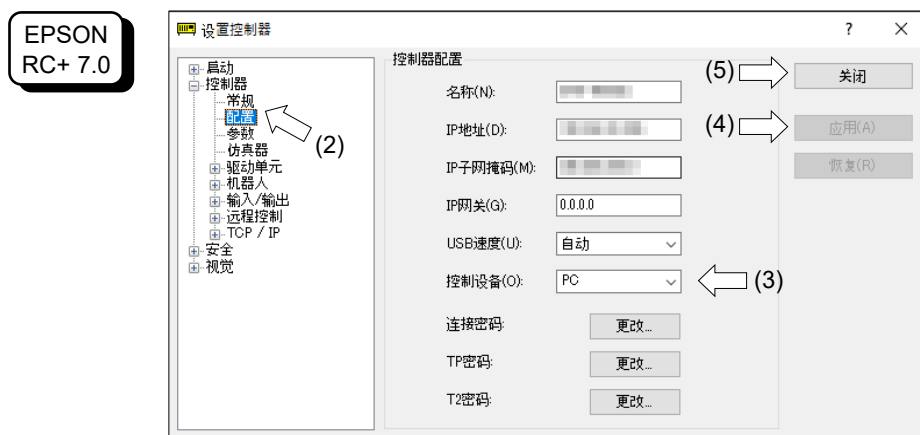 EPSON
RC+ 7.0
设置控制器
启动
控制器
常规
配置
参数
仿真器
驱动单元
机器人
输入/输出
远程控制
TCP / IP
安全
视觉
(2)
控制器配置
名称(N):
IP地址(D):
IP子网掩码(M):
IP网关(G): 0.0.0.0
USB速度(U): 自动
控制设备(O): PC
(3)
连接密码: 更改...
TP密码: 更改...
T2密码: 更改...
(5) 关闭
(4) 应用(A)
恢复(R)